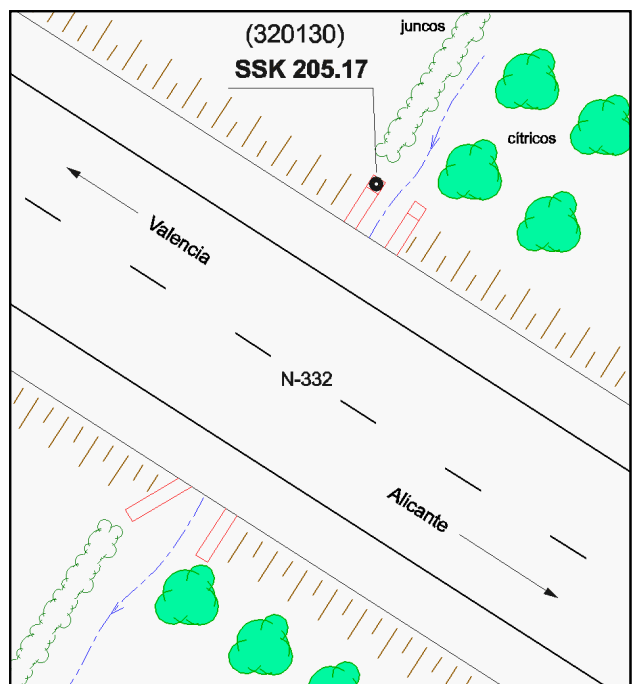 juncos
(320130)
SSK 205.17
cítricos
Valencia
N-332
Alicante